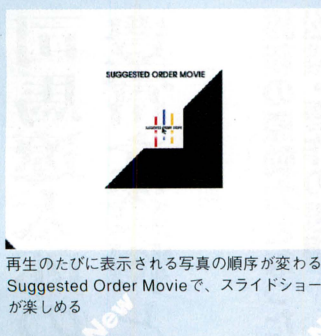 SUGGESTED ORDER MOVIE
再生のたびに表示される写真の順序が変わる
Suggested Order Movieで、スライドショー
が楽しめる
New
New